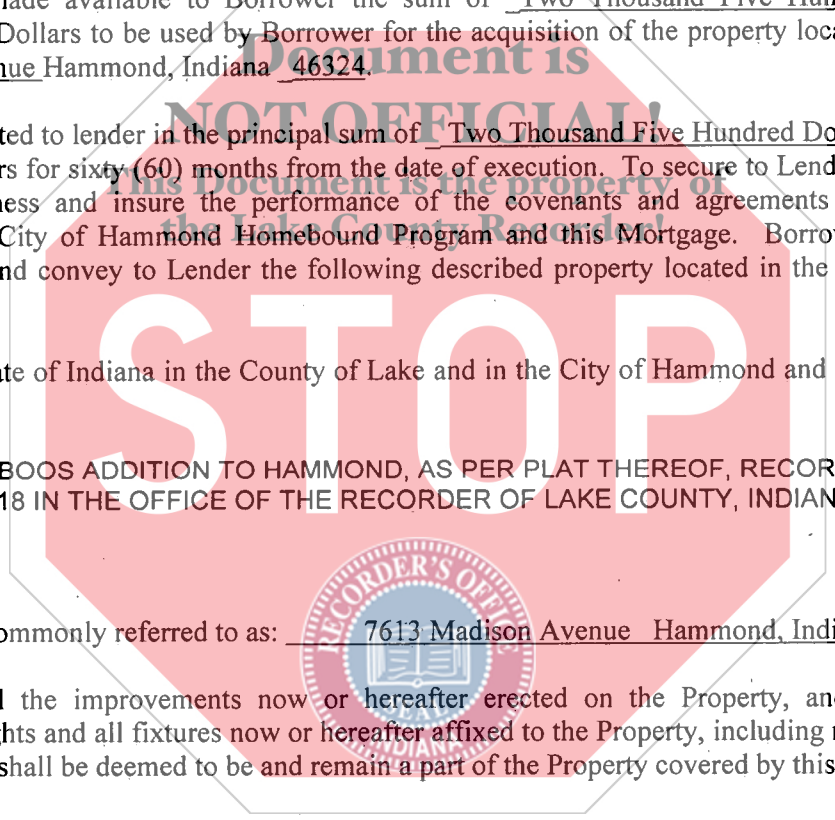 made available to Borrower the sum of Two Thousand Five Hun
Dollars to be used by Borrower for the acquisition of the property loca
nue Hammond, Indiana 46324.
Document is
NOT OFFICIAL!
This Document is the property of
the Lake County Recorder!
ted to lender in the principal sum of Two Thousand Five Hundred Do
rs for sixty (60) months from the date of execution. To secure to Lend
ness and insure the performance of the covenants and agreements
City of Hammond Homebound Program and this Mortgage. Borrow
nd convey to Lender the following described property located in the
STOP
ate of Indiana in the County of Lake and in the City of Hammond and
BOOS ADDITION TO HAMMOND, AS PER PLAT THEREOF, RECOR
18 IN THE OFFICE OF THE RECORDER OF LAKE COUNTY, INDIAN
RECORDER'S OFFICE
SEAL
INDIANA
ommonly referred to as: 7613 Madison Avenue Hammond, Indi
l the improvements now or hereafter erected on the Property, an
ghts and all fixtures now or hereafter affixed to the Property, including
shall be deemed to be and remain a part of the Property covered by this